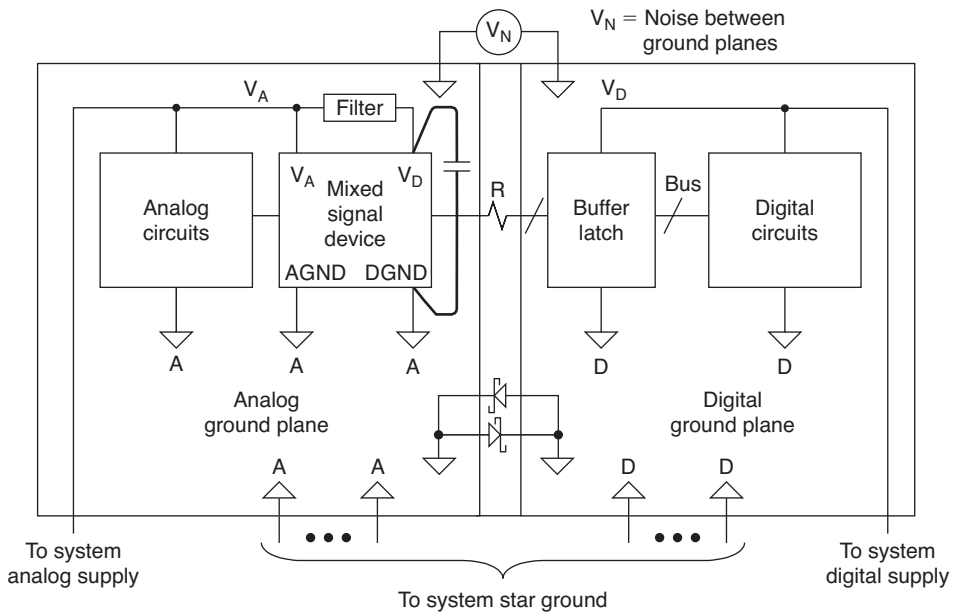 V_N
V_N = Noise between
ground planes
V_A
Filter
V_D
Analog
circuits
V_A
V_D
Mixed
signal
device
AGND DGND
R
Buffer
latch
Bus
Digital
circuits
A
A
A
D
D
Analog
ground plane
Digital
ground plane
A
A
D
D
To system
analog supply
To system
digital supply
To system star ground